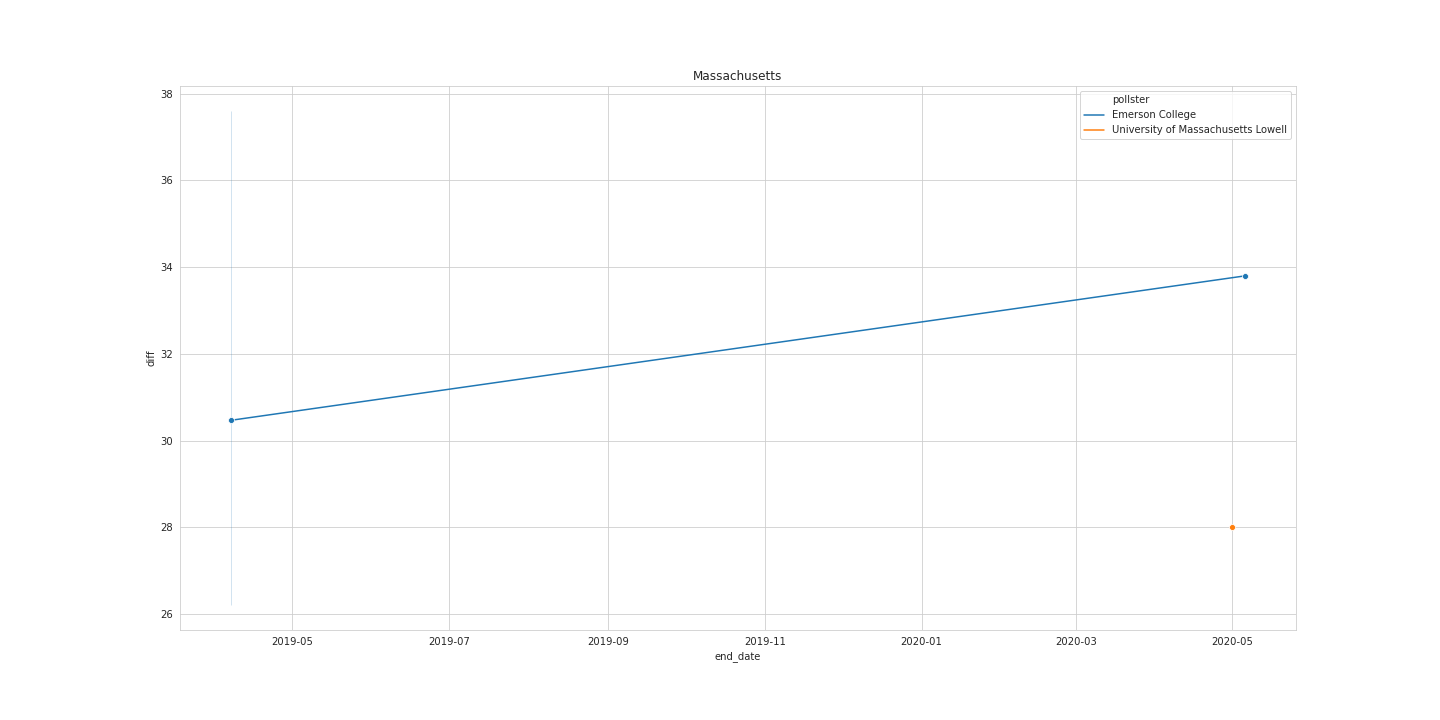 Massachusetts
38
36
34
32
30
28
26
diff
pollster
Emerson College
University of Massachusetts Lowell
2019-05 2019-07 2019-09 2019-11 2020-01 2020-03 2020-05
end_date